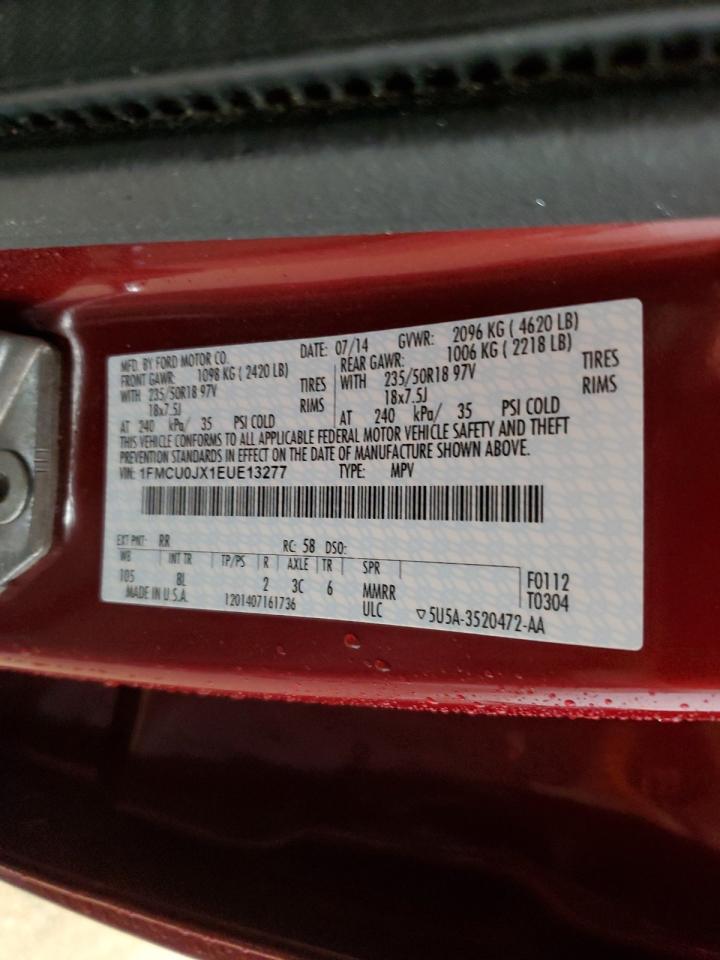 MFD. BY FORD MOTOR CO.
DATE: 07/14 GVWR: 2096 KG ( 4620 LB)
FRONT GAWR: 1098 KG ( 2420 LB)
WITH 235/50R18 97V TIRES
18x7.5J RIMS
AT 240 kPa/ 35 PSI COLD
REAR GAWR: 1006 KG ( 2218 LB)
WITH 235/50R18 97V TIRES
18x7.5J RIMS
AT 240 kPa/ 35 PSI COLD
THIS VEHICLE CONFORMS TO ALL APPLICABLE FEDERAL MOTOR VEHICLE SAFETY AND THEFT
PREVENTION STANDARDS IN EFFECT ON THE DATE OF MANUFACTURE SHOWN ABOVE.
VIN: 1FMCU0JX1EUE13277 TYPE: MPV
EXT PNT: RR RC: 58 DSO:
WB INT TR TP/PS R AXLE TR SPR
105 BL 2 3C 6 MMRR F0112
MADE IN U.S.A. 1201407161736 ULC T0304
▽5U5A-3520472-AA